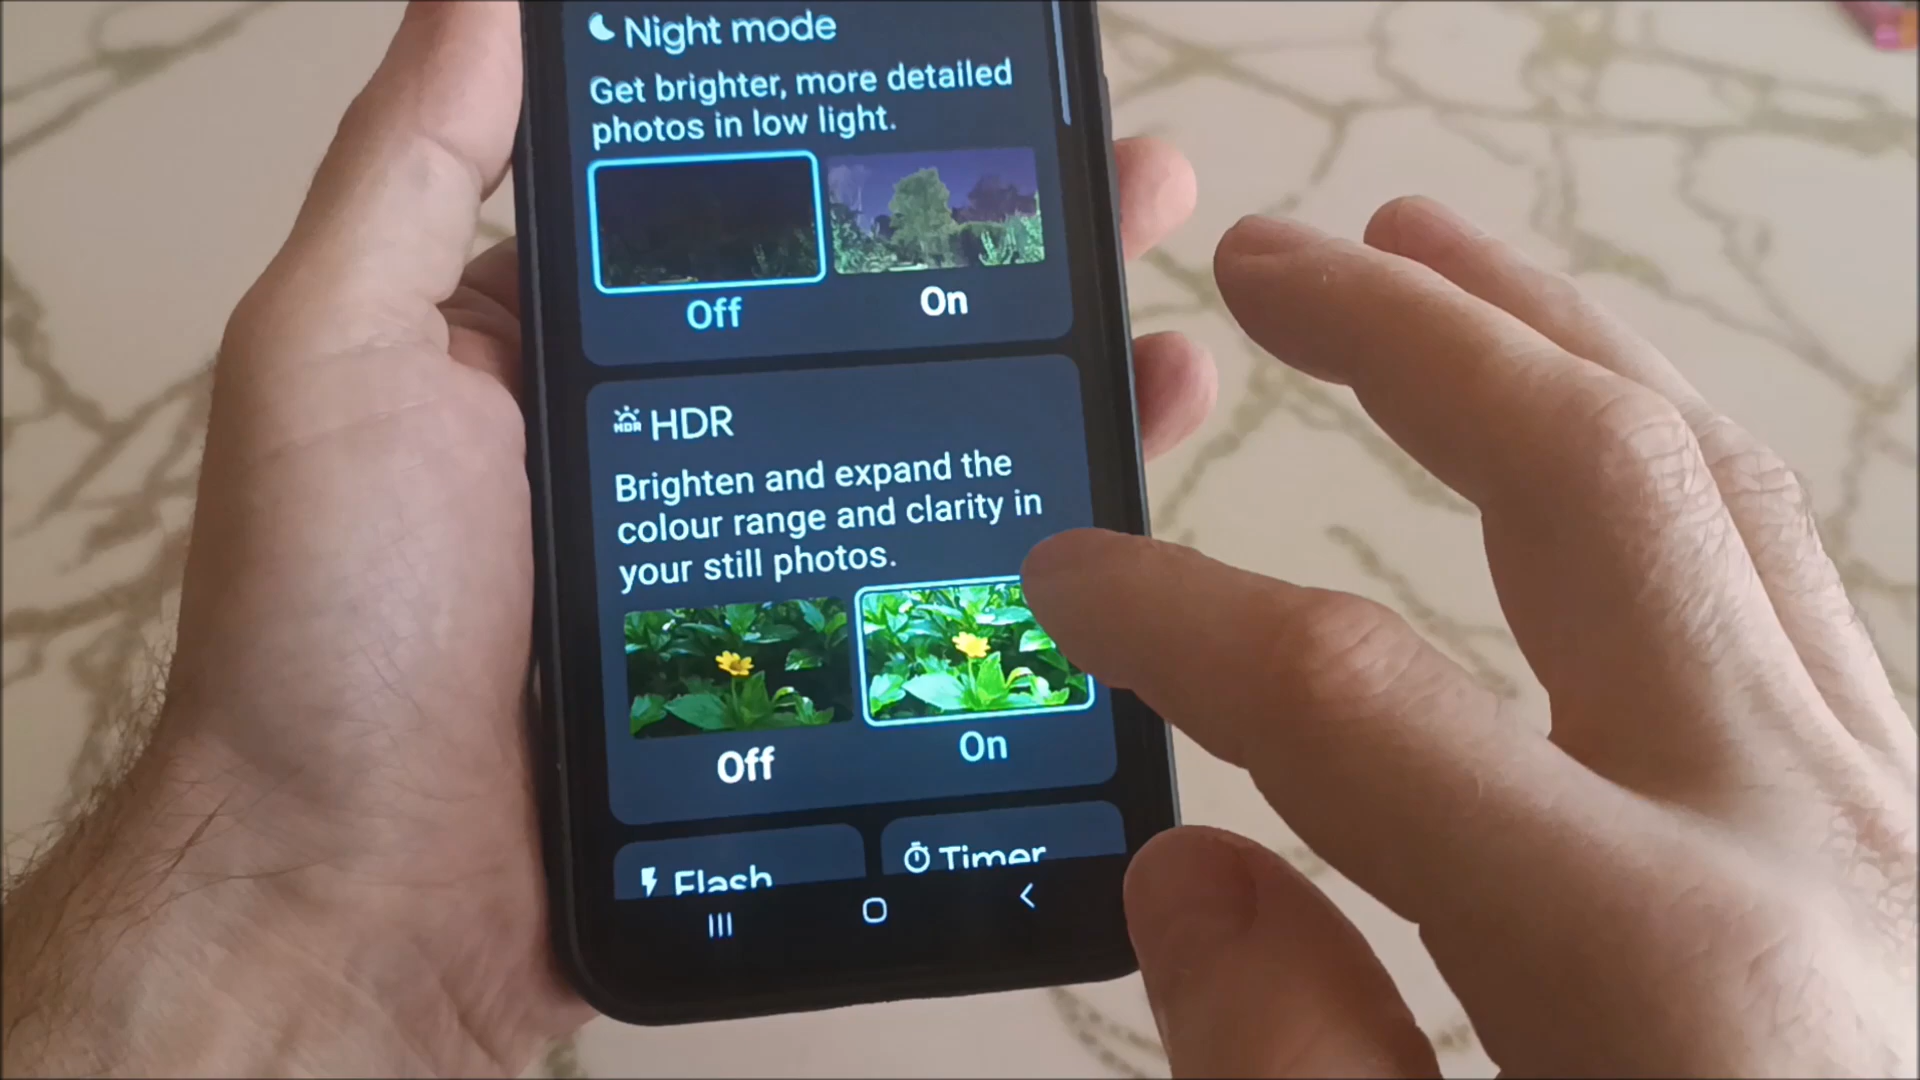 Night mode
Get brighter, more detailed
photos in low light.
Off
On
HDR
HDR
Brighten and expand the
colour range and clarity in
your still photos.
Off
On
Flash
Timer